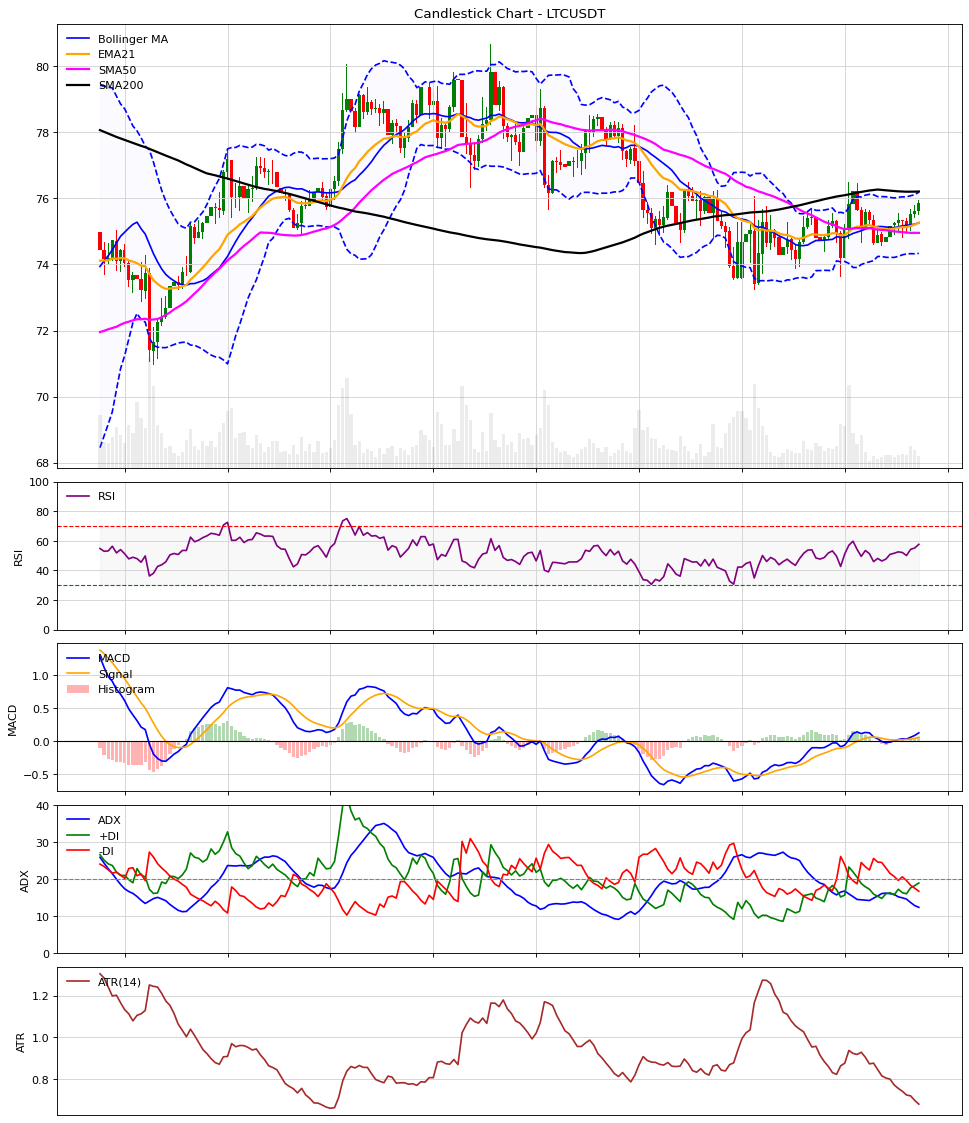 Candlestick Chart - LTCUSDT
Bollinger MA
EMA21
SMA50
SMA200
80
78
76
74
72
70
68
RSI
RSI
100
80
60
40
20
0
MACD
Signal
Histogram
MACD
1.0
0.5
0.0
−0.5
ADX
+DI
-DI
ADX
40
30
20
10
0
ATR(14)
ATR
1.2
1.0
0.8